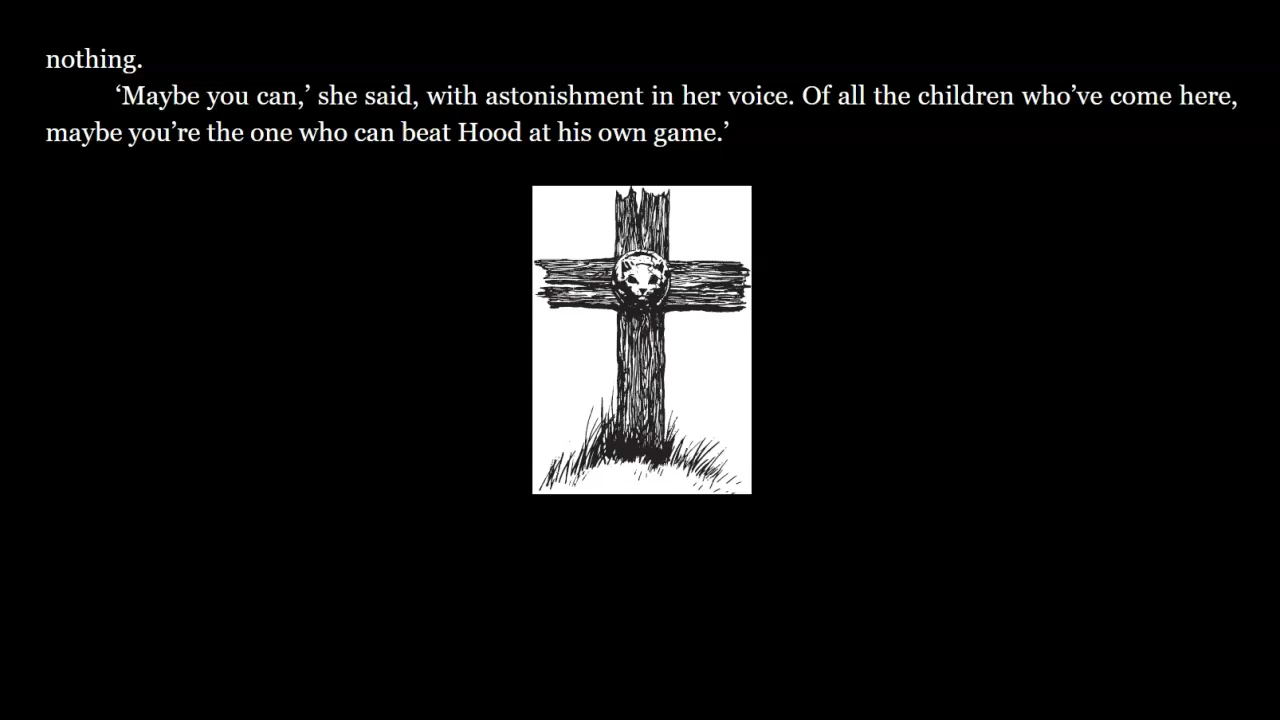 nothing.
‘Maybe you can,’ she said, with astonishment in her voice. Of all the children who’ve come here,
maybe you’re the one who can beat Hood at his own game.’